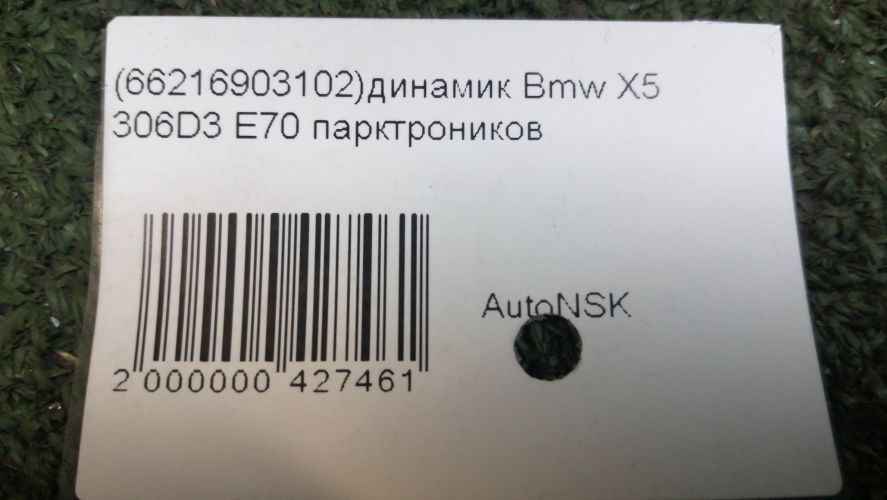 (66216903102)динамик Bmw X5
306D3 E70 парктроников
AutoNSK
2 000000 427461